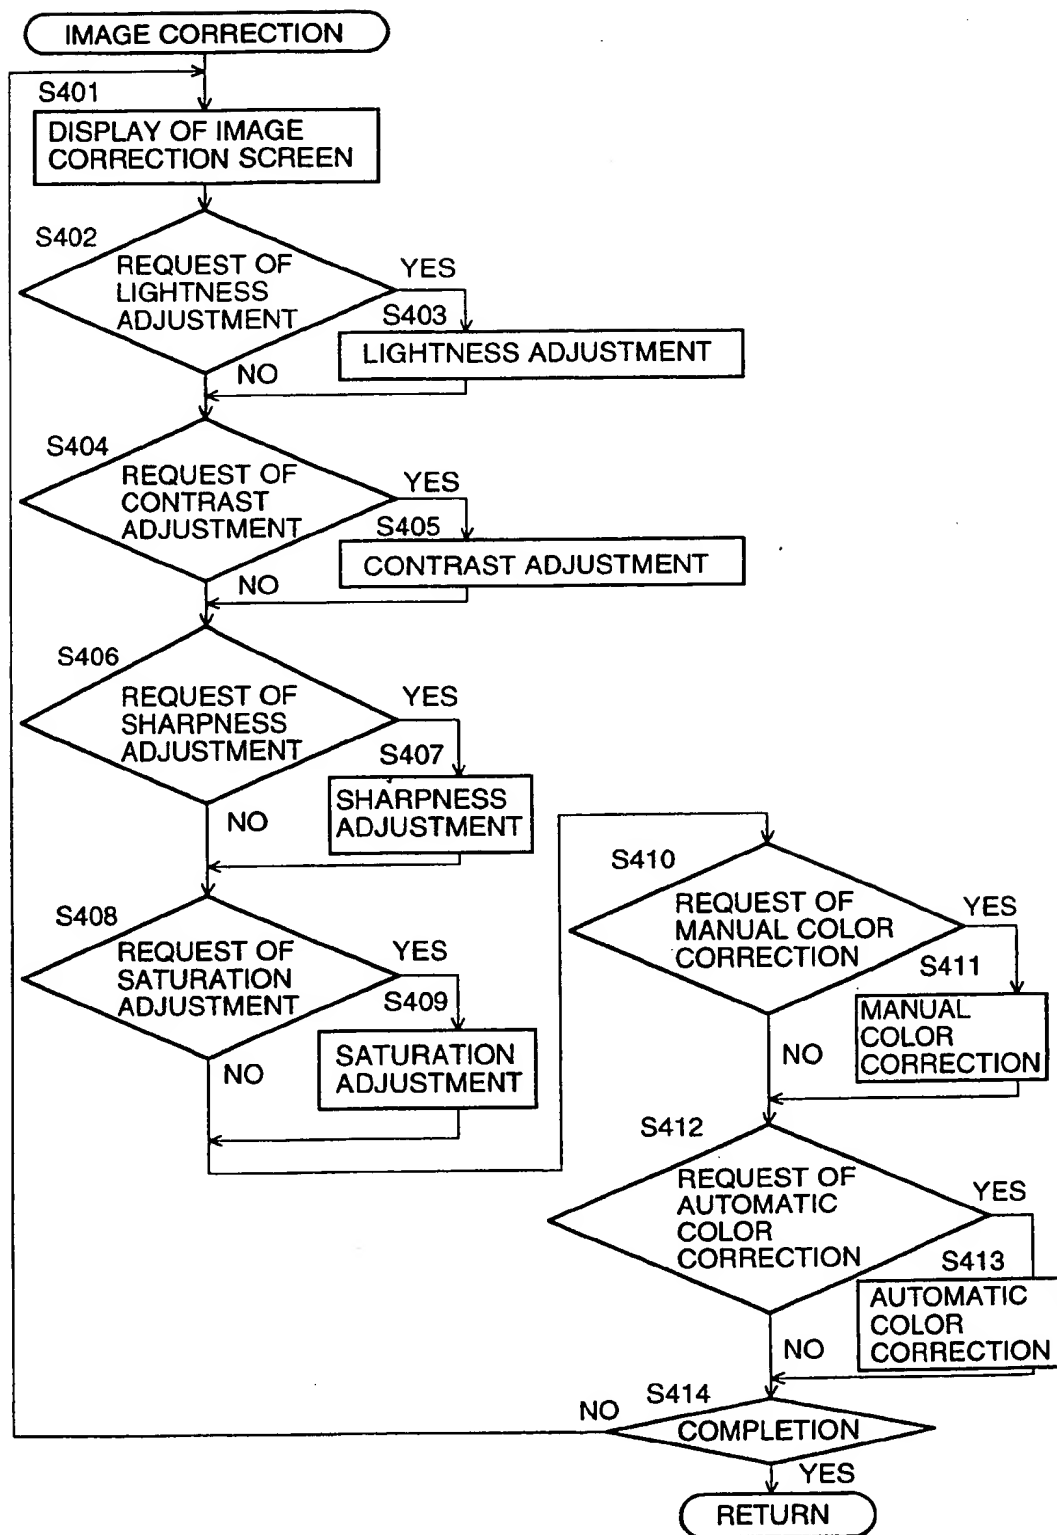 IMAGE CORRECTION
S401
DISPLAY OF IMAGE
CORRECTION SCREEN
S402
REQUEST OF
LIGHTNESS
ADJUSTMENT
YES
S403
LIGHTNESS ADJUSTMENT
NO
S404
REQUEST OF
CONTRAST
ADJUSTMENT
YES
S405
CONTRAST ADJUSTMENT
NO
S406
REQUEST OF
SHARPNESS
ADJUSTMENT
YES
S407
SHARPNESS
ADJUSTMENT
NO
S408
REQUEST OF
SATURATION
ADJUSTMENT
YES
S409
SATURATION
ADJUSTMENT
NO
S410
REQUEST OF
MANUAL COLOR
CORRECTION
YES
S411
MANUAL
COLOR
CORRECTION
NO
S412
REQUEST OF
AUTOMATIC
COLOR
CORRECTION
YES
S413
AUTOMATIC
COLOR
CORRECTION
NO
S414
COMPLETION
NO
YES
RETURN